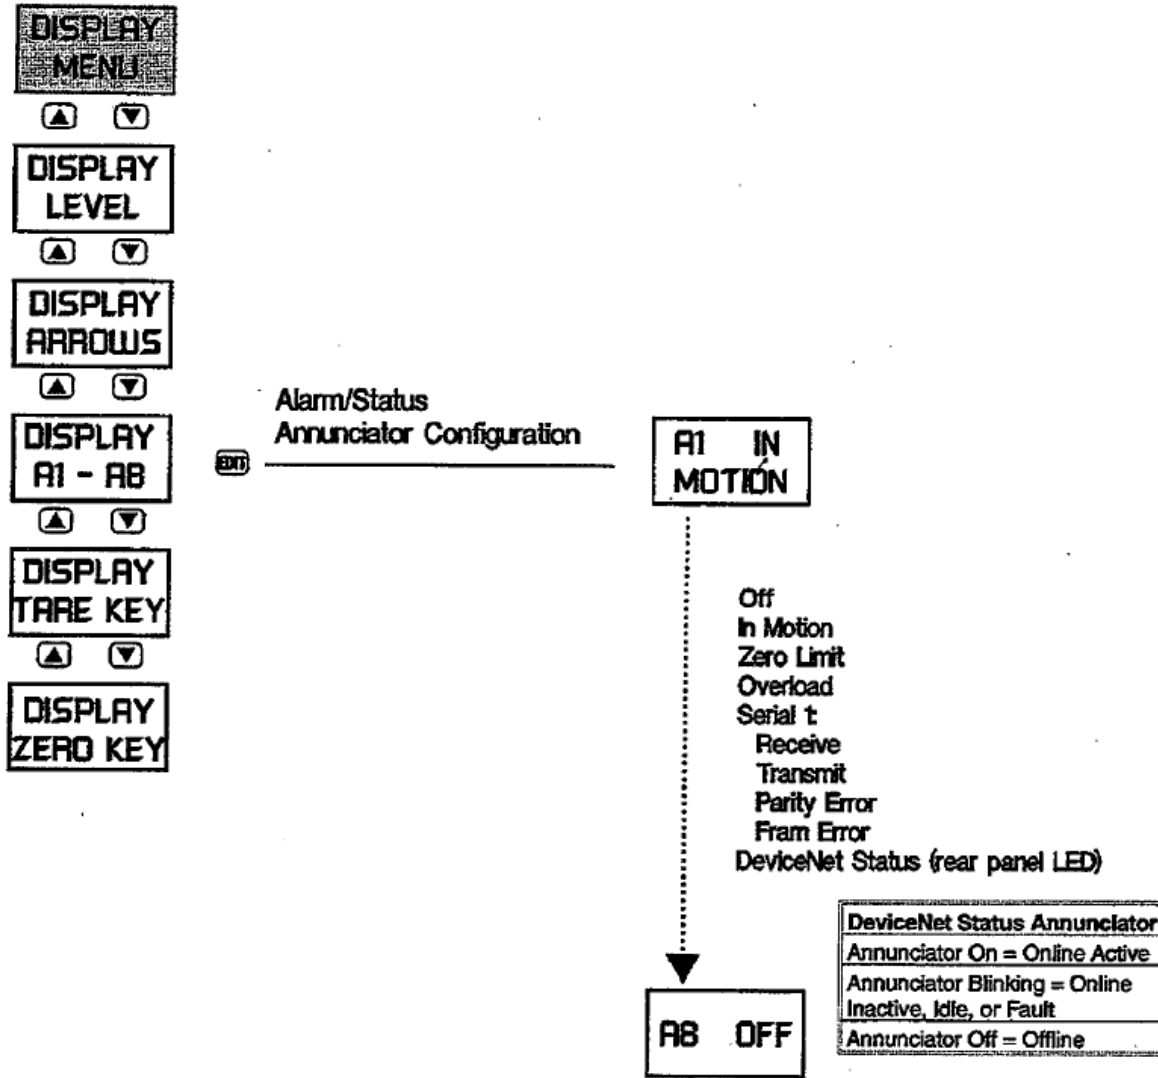 DISPLAY
MENU
DISPLAY
LEVEL
DISPLAY
ARROWS
DISPLAY
A1 - A8
EDIT
Alarm/Status
Annunciator Configuration
A1 IN
MOTION
DISPLAY
TARE KEY
DISPLAY
ZERO KEY
Off
In Motion
Zero Limit
Overload
Serial t
Receive
Transmit
Parity Error
Fram Error
DeviceNet Status (rear panel LED)
DeviceNet Status Annunciator
Annunciator On = Online Active
Annunciator Blinking = Online
Inactive, Idle, or Fault
Annunciator Off = Offline
A8 OFF